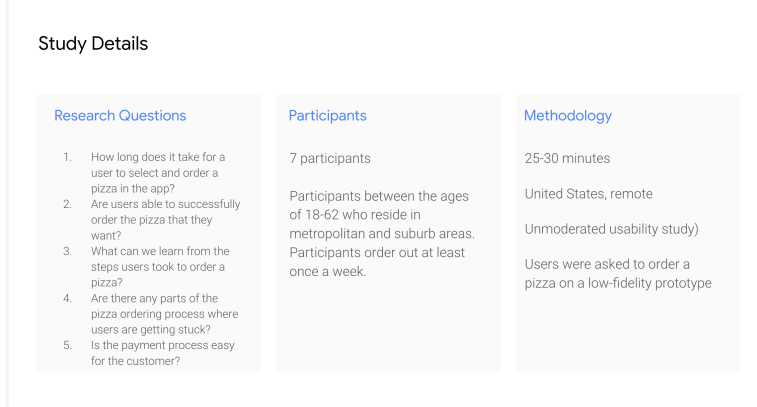 Study Details
Research Questions
1. How long does it take for a
user to select and order a
pizza in the app?
2. Are users able to successfully
order the pizza that they
want?
3. What can we learn from the
steps users took to order a
pizza?
4. Are there any parts of the
pizza ordering process where
users are getting stuck?
5. Is the payment process easy
for the customer?
Participants
7 participants
Participants between the ages
of 18-62 who reside in
metropolitan and suburb areas.
Participants order out at least
once a week.
Methodology
25-30 minutes
United States, remote
Unmoderated usability study)
Users were asked to order a
pizza on a low-fidelity prototype